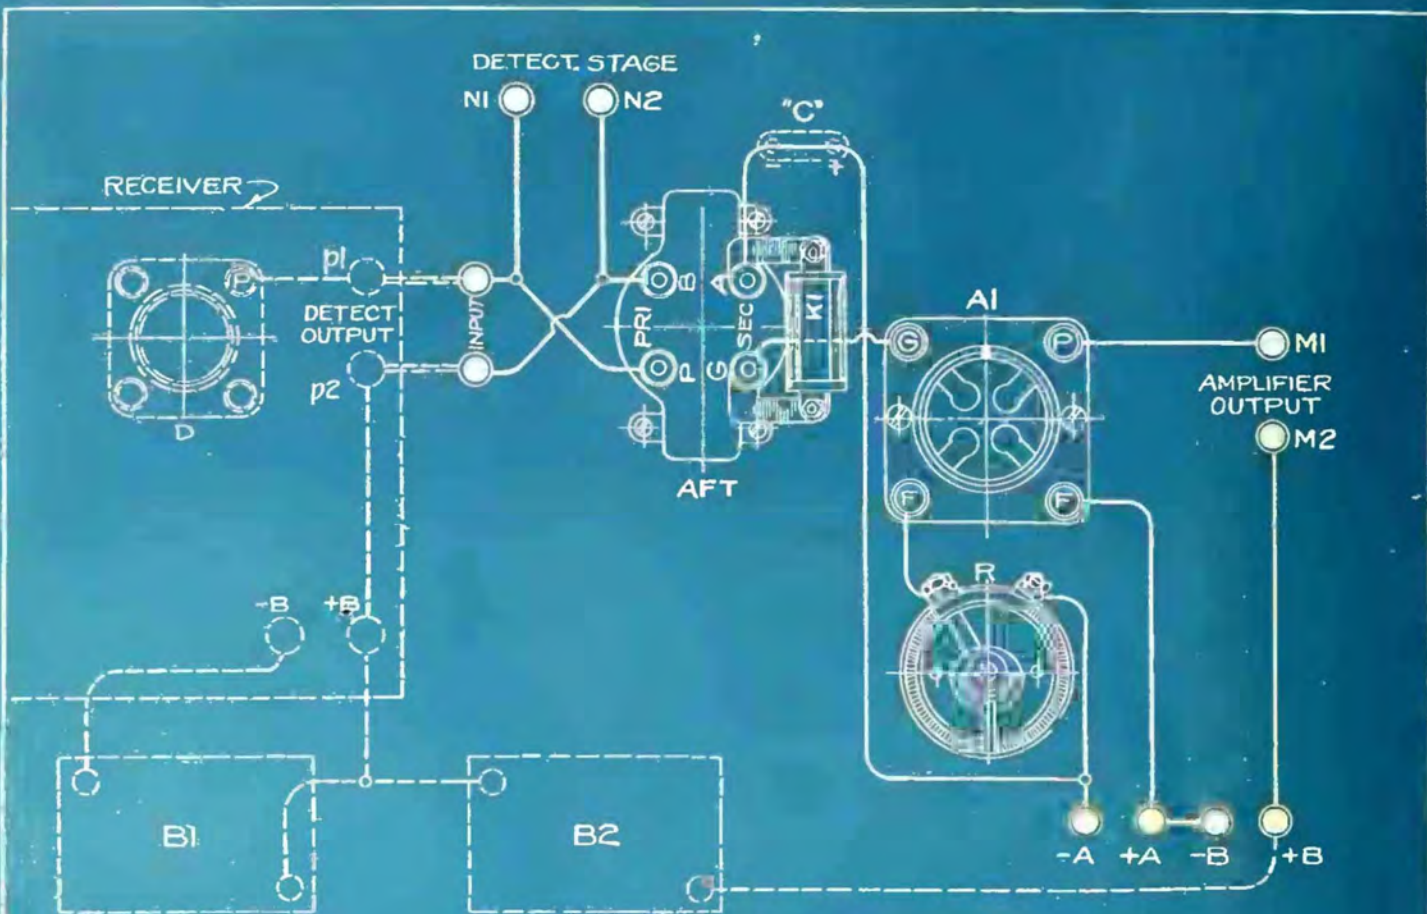 DETECT. STAGE
N1 N2
"C"
- +
RECEIVER
P p1
DETECT
OUTPUT
p2
D
INPUT
PRI
B
P
SEC
A
G
K1
AFT
A1
G P
F F
M1
AMPLIFIER
OUTPUT
M2
R
-B +B
B1
B2
-A +A -B +B